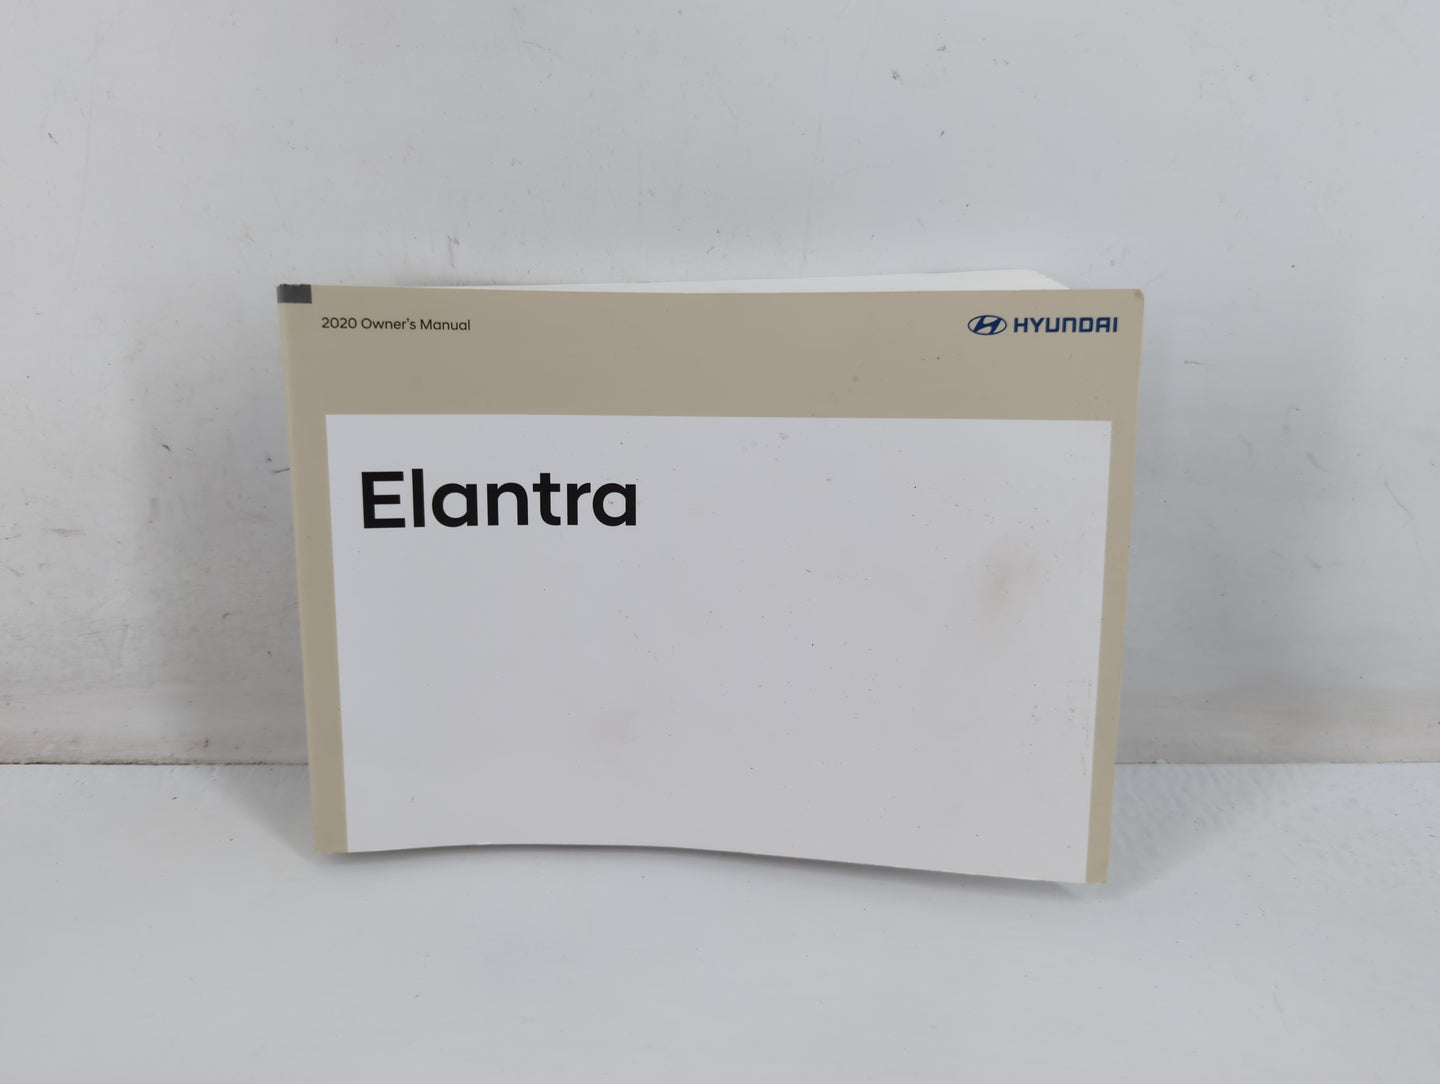 2020 Owner's Manual
HYUNDAI
Elantra